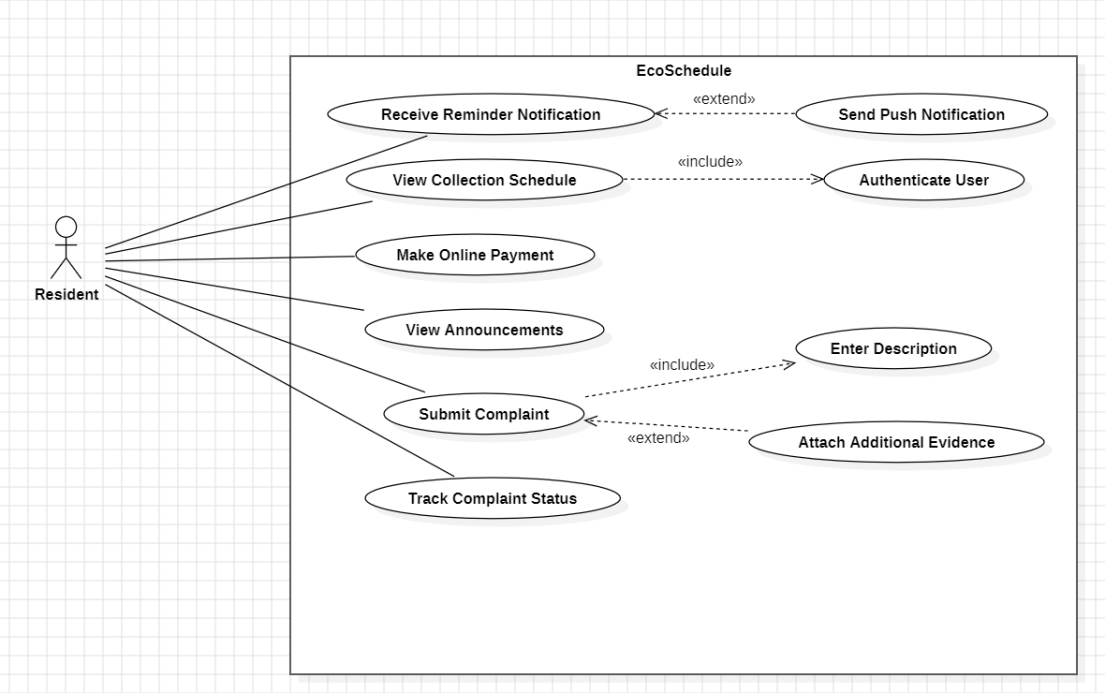 EcoSchedule
Receive Reminder Notification
«extend»
Send Push Notification
View Collection Schedule
«include»
Authenticate User
Make Online Payment
Resident
View Announcements
Enter Description
«include»
Submit Complaint
«extend»
Attach Additional Evidence
Track Complaint Status